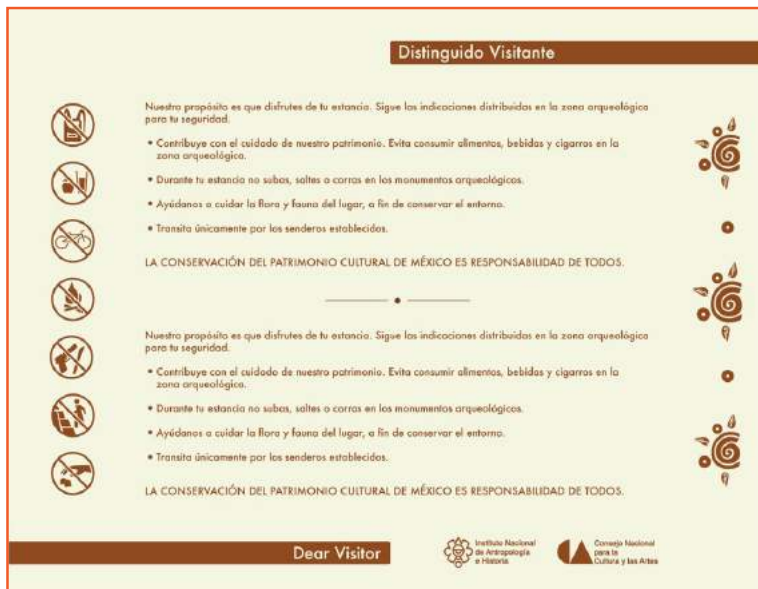 Distinguido Visitante
Nuestro propósito es que disfrutes de tu estancia. Sigue las indicaciones distribuidas en la zona arqueológica
para tu seguridad.
• Contribuye con el cuidado de nuestro patrimonio. Evita consumir alimentos, bebidas y cigarros en la
zona arqueológica.
• Durante tu estancia no subas, saltes o corras en los monumentos arqueológicos.
• Ayúdanos a cuidar la flora y fauna del lugar, a fin de conservar el entorno.
• Transita únicamente por los senderos establecidos.
LA CONSERVACIÓN DEL PATRIMONIO CULTURAL DE MÉXICO ES RESPONSABILIDAD DE TODOS.
Nuestro propósito es que disfrutes de tu estancia. Sigue las indicaciones distribuidas en la zona arqueológica
para tu seguridad.
• Contribuye con el cuidado de nuestro patrimonio. Evita consumir alimentos, bebidas y cigarros en la
zona arqueológica.
• Durante tu estancia no subas, saltes o corras en los monumentos arqueológicos.
• Ayúdanos a cuidar la flora y fauna del lugar, a fin de conservar el entorno.
• Transita únicamente por los senderos establecidos.
LA CONSERVACIÓN DEL PATRIMONIO CULTURAL DE MÉXICO ES RESPONSABILIDAD DE TODOS.
Dear Visitor
Instituto Nacional
de Antropología
e Historia
Consejo Nacional
para la
Cultura y las Artes